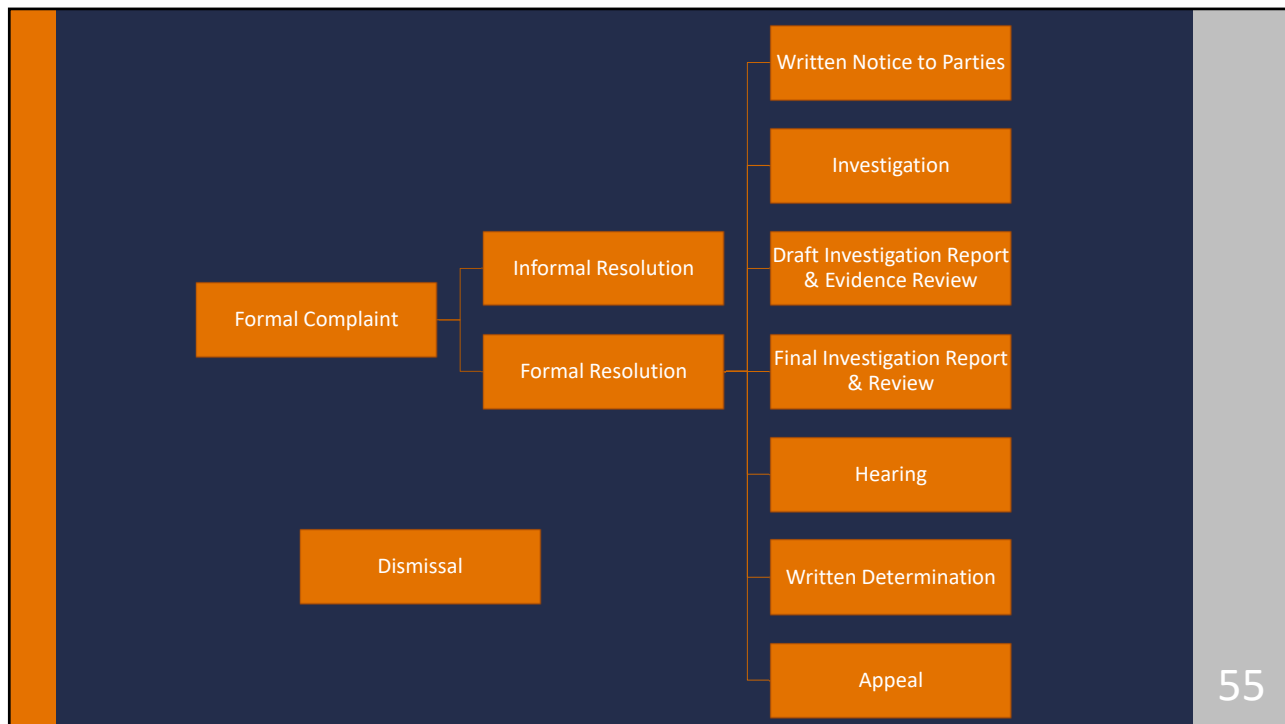 Written Notice to Parties
Investigation
Informal Resolution
Draft Investigation Report
& Evidence Review
Formal Complaint
Formal Resolution
Final Investigation Report
& Review
Hearing
Dismissal
Written Determination
Appeal
55